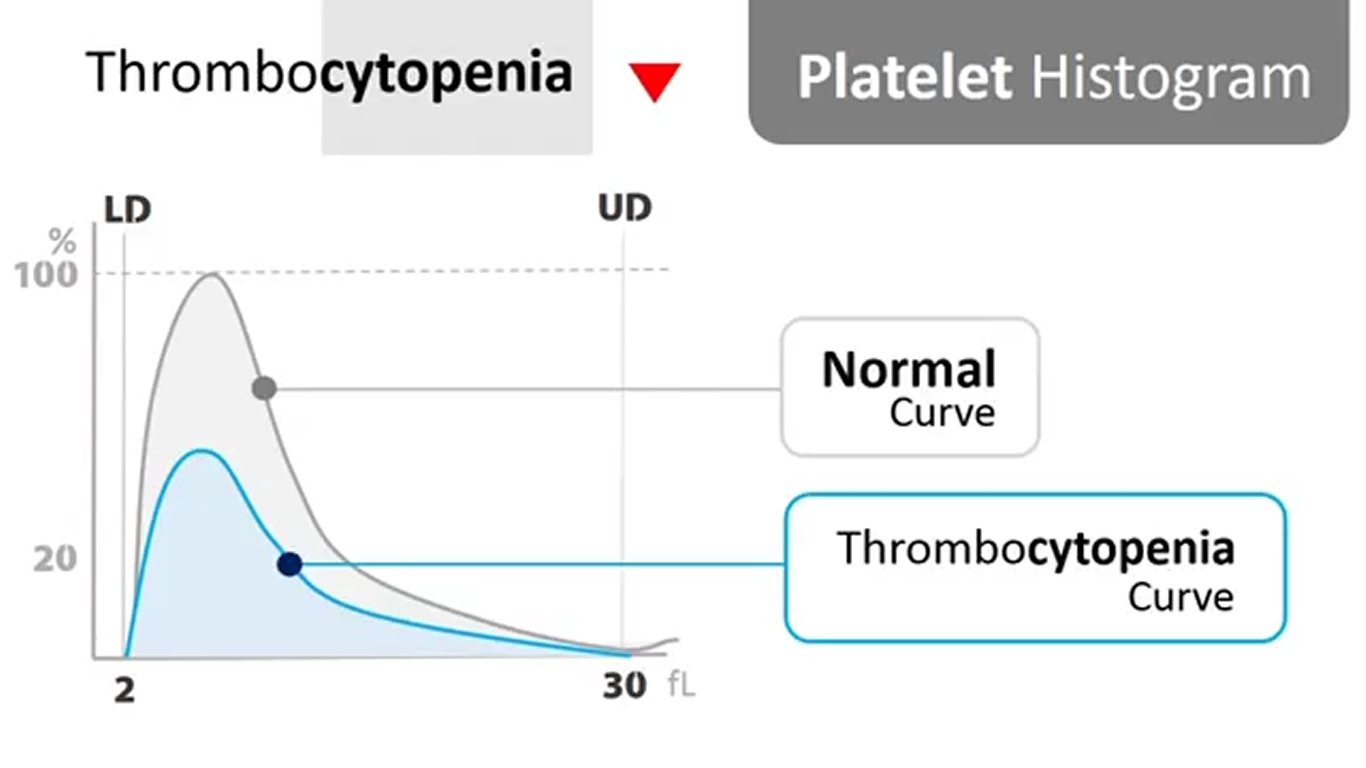 Thrombocytopenia
Platelet Histogram
LD
UD
%
100
20
2
30 fL
Normal
Curve
Thrombocytopenia
Curve